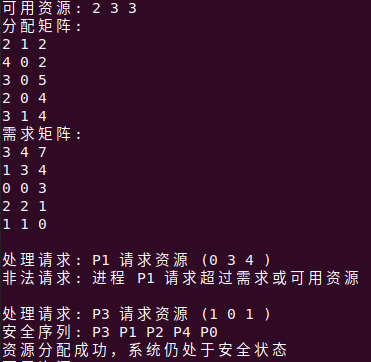 可用资源: 2 3 3
分配矩阵:
2 1 2
4 0 2
3 0 5
2 0 4
3 1 4
需求矩阵:
3 4 7
1 3 4
0 0 3
2 2 1
1 1 0
处理请求: P1 请求资源 (0 3 4 )
非法请求: 进程 P1 请求超过需求或可用资源
处理请求: P3 请求资源 (1 0 1 )
安全序列: P3 P1 P2 P4 P0
资源分配成功，系统仍处于安全状态